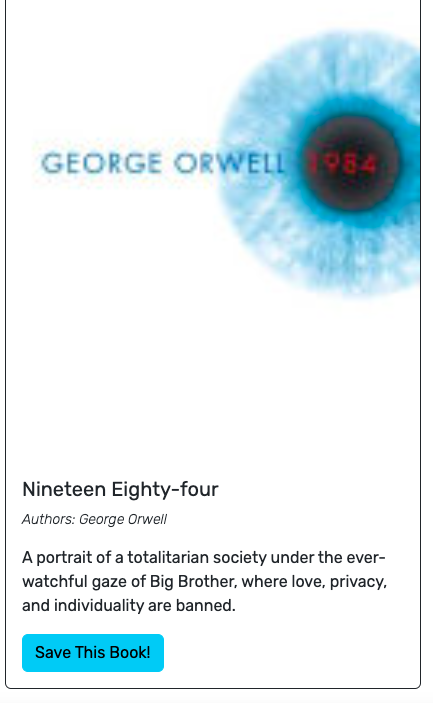 GEORGE ORWELL 1984
Nineteen Eighty-four
Authors: George Orwell
A portrait of a totalitarian society under the ever-
watchful gaze of Big Brother, where love, privacy,
and individuality are banned.
Save This Book!